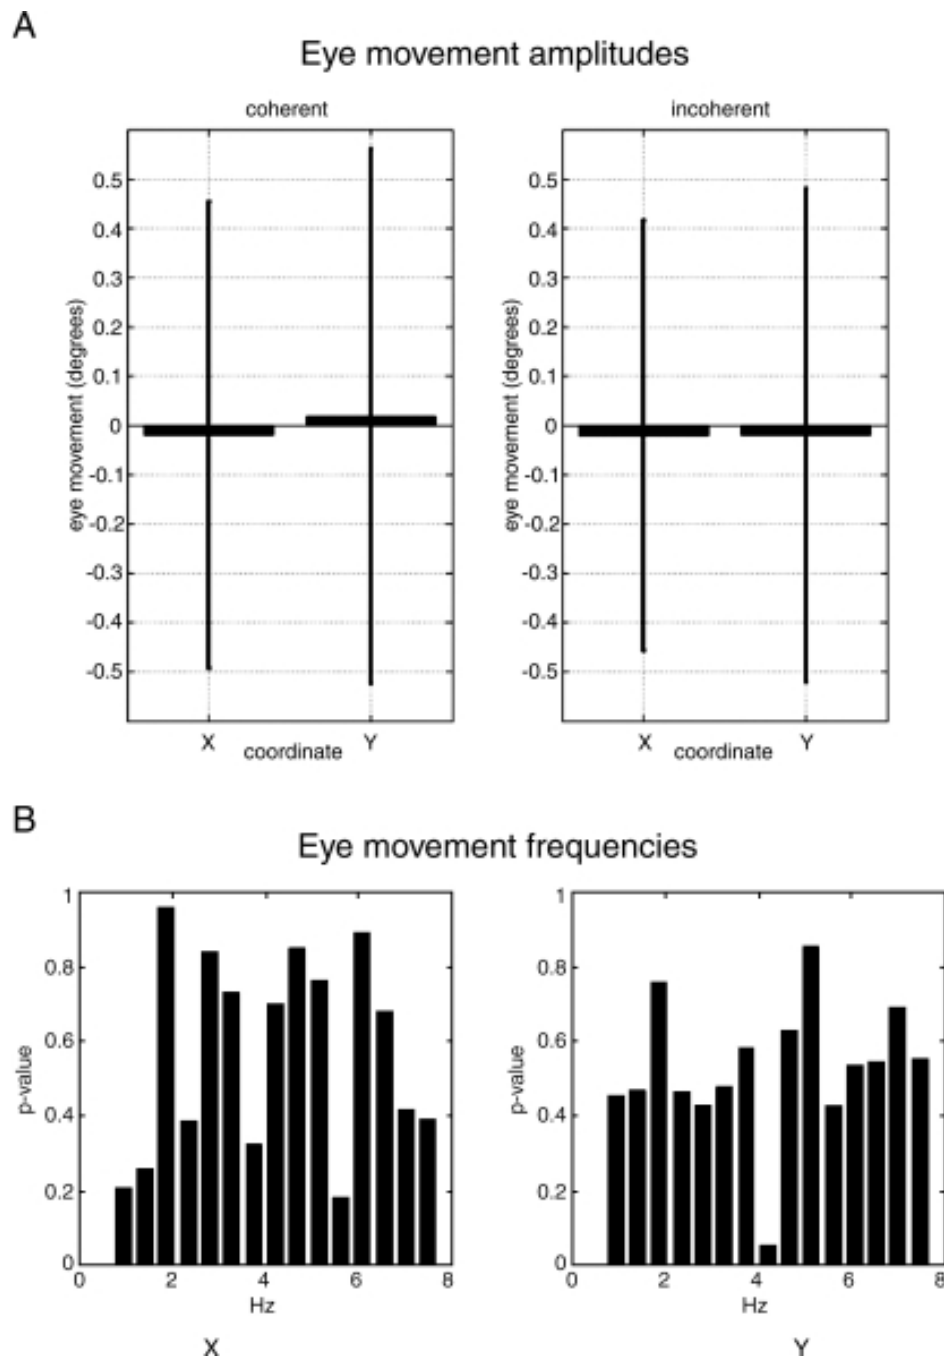 A
Eye movement amplitudes
coherent
incoherent
eye movement (degrees)
0.5
0.4
0.3
0.2
0.1
0
-0.1
-0.2
-0.3
-0.4
-0.5
X
Y
coordinate
eye movement (degrees)
0.5
0.4
0.3
0.2
0.1
0
-0.1
-0.2
-0.3
-0.4
-0.5
X
Y
coordinate
B
Eye movement frequencies
p-value
1
0.8
0.6
0.4
0.2
0
0 2 4 6 8
Hz
X
p-value
1
0.8
0.6
0.4
0.2
0
0 2 4 6 8
Hz
Y